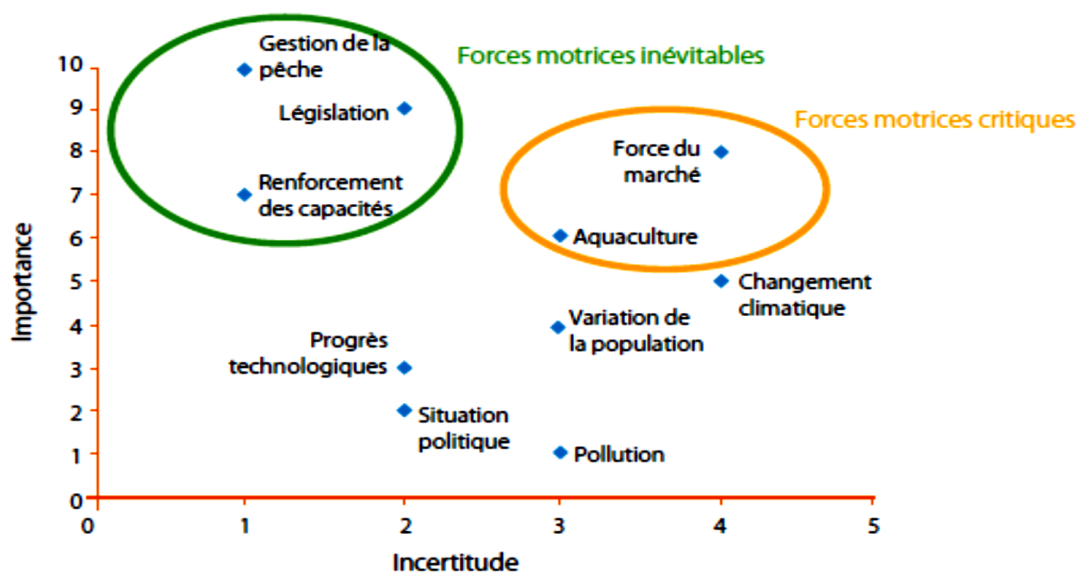 Gestion de la
pêche
Forces motrices inévitables
Législation
Forces motrices critiques
Force du
marché
Renforcement
des capacités
Aquaculture
Changement
climatique
Variation de
la population
Progrès
technologiques
Situation
politique
Pollution
Importance
10
9
8
7
6
5
4
3
2
1
0
0
1
2
3
4
5
Incertitude